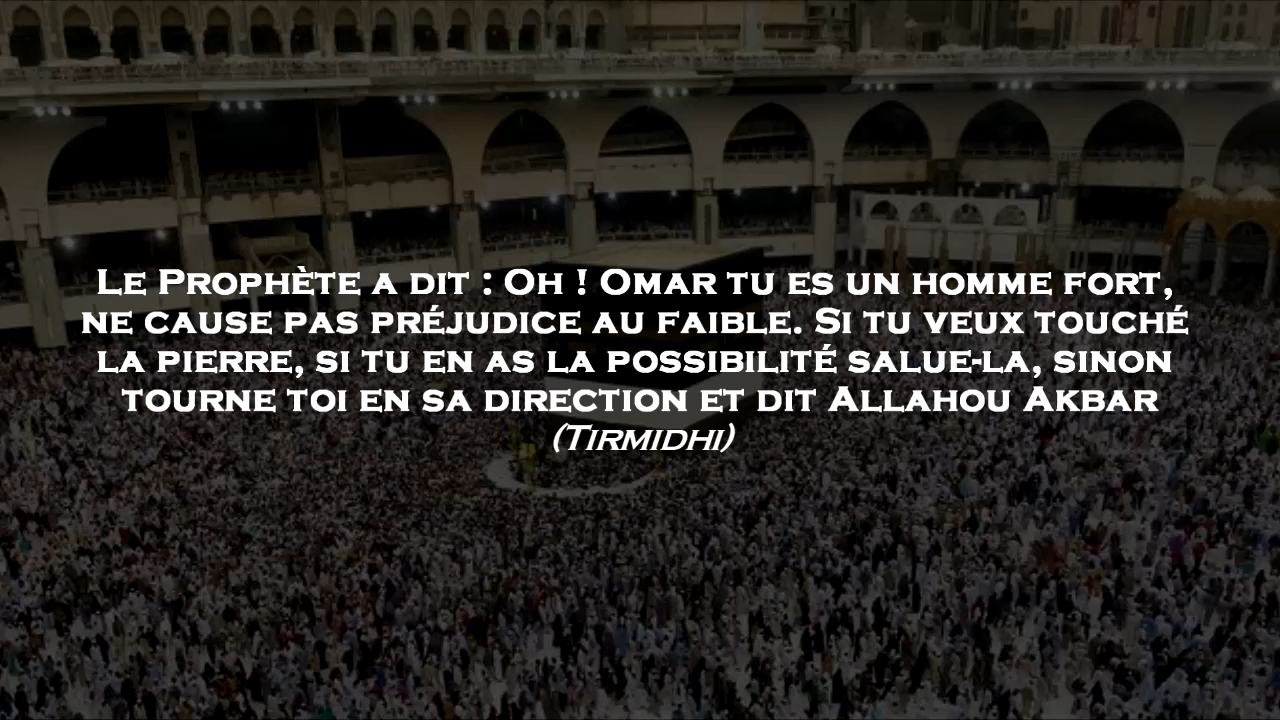 Le Prophète a dit : Oh ! Omar tu es un homme fort,
ne cause pas préjudice au faible. Si tu veux touché
la pierre, si tu en as la possibilité salue-la, sinon
tourne toi en sa direction et dit Allahou Akbar
(Tirmidhi)